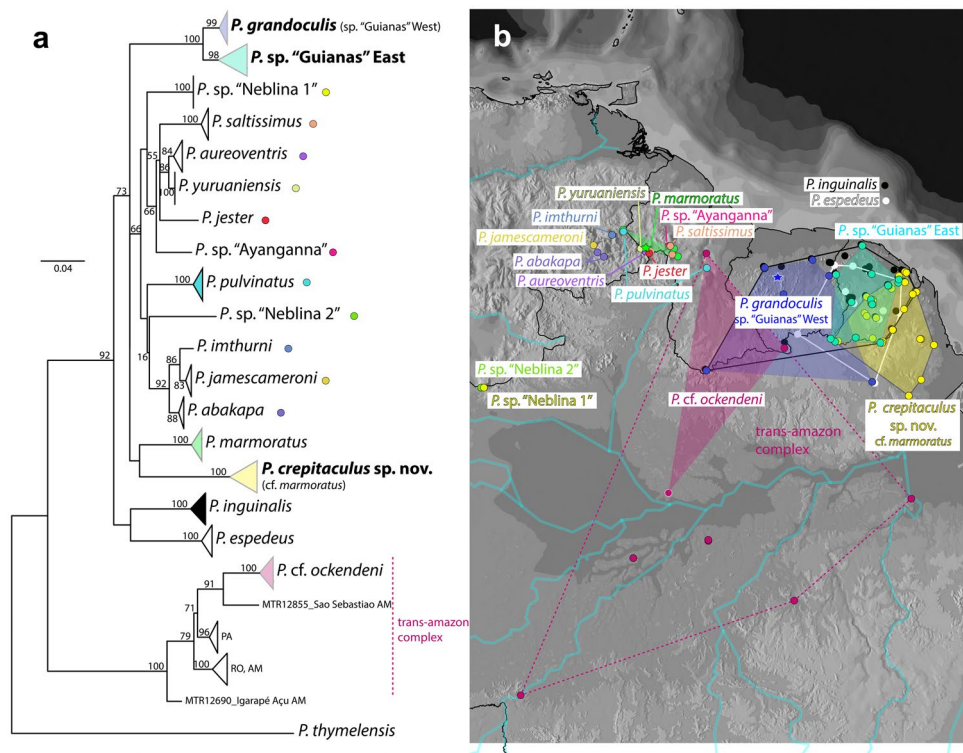 a
99
P. grandoculis (sp. "Guianas" West)
100
98
P. sp. "Guianas" East
100
P. sp. "Neblina 1"
100
P. saltissimus
55
84
P. aureoventris
86
100
P. yuruaniensis
73
66
66
P. jester
0.04
P. sp. "Ayanganna"
100
P. pulvinatus
P. sp. "Neblina 2"
16
86
P. imthurni
92
83
P. jamescameroni
92
88
P. abakapa
100
P. marmoratus
100
P. crepitaculus sp. nov.
(cf. marmoratus)
100
P. inguinalis
100
P. espedeus
100
P. cf. ockendeni
91
MTR12855_Sao Sebastiao AM
71
96
PA
79
trans-amazon
complex
100
RO, AM
100
MTR12690_Igarapé Açu AM
P. thymelensis
b
P. inguinalis
P. espedeus
P. yuruaniensis
P. marmoratus
P. sp. "Ayanganna"
P. imthurni
P. saltissimus
P. sp. "Guianas" East
P. jamescameroni
P. abakapa
P. jester
P. aureoventris
P. pulvinatus
P. grandoculis
sp. "Guianas" West
P. sp. "Neblina 2"
P. sp. "Neblina 1"
P. cf. ockendeni
P. crepitaculus
sp. nov.
cf. marmoratus
trans-amazon
complex